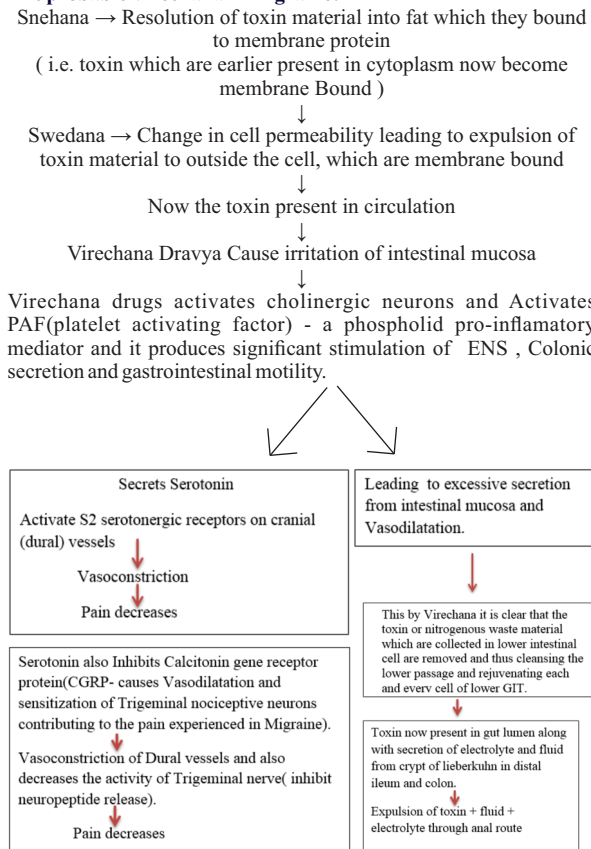 Snehana → Resolution of toxin material into fat which they bound
to membrane protein
( i.e. toxin which are earlier present in cytoplasm now become
membrane Bound )
↓
Swedana → Change in cell permeability leading to expulsion of
toxin material to outside the cell, which are membrane bound
↓
Now the toxin present in circulation
↓
Virechana Dravya Cause irritation of intestinal mucosa
↓
Virechana drugs activates cholinergic neurons and Activates
PAF(platelet activating factor) - a phospholid pro-inflamatory
mediator and it produces significant stimulation of ENS , Colonic
secretion and gastrointestinal motility.
Secrets Serotonin
Activate S2 serotonergic receptors on cranial
(dural) vessels
Vasoconstriction
Pain decreases
Serotonin also Inhibits Calcitonin gene receptor
protein(CGRP- causes Vasodilatation and
sensitization of Trigeminal nociceptive neurons
contributing to the pain experienced in Migraine).
Vasoconstriction of Dural vessels and also
decreases the activity of Trigeminal nerve( inhibit
neuropeptide release).
Pain decreases
Leading to excessive secretion
from intestinal mucosa and
Vasodilatation.
This by Virechana it is clear that the
toxin or nitrogenous waste material
which are collected in lower intestinal
cell are removed and thus cleansing the
lower passage and rejuvenating each
and every cell of lower GIT.
Toxin now present in gut lumen along
with secretion of electrolyte and fluid
from crypt of lieberkuhn in distal
ileum and colon.
Expulsion of toxin + fluid +
electrolyte through anal route